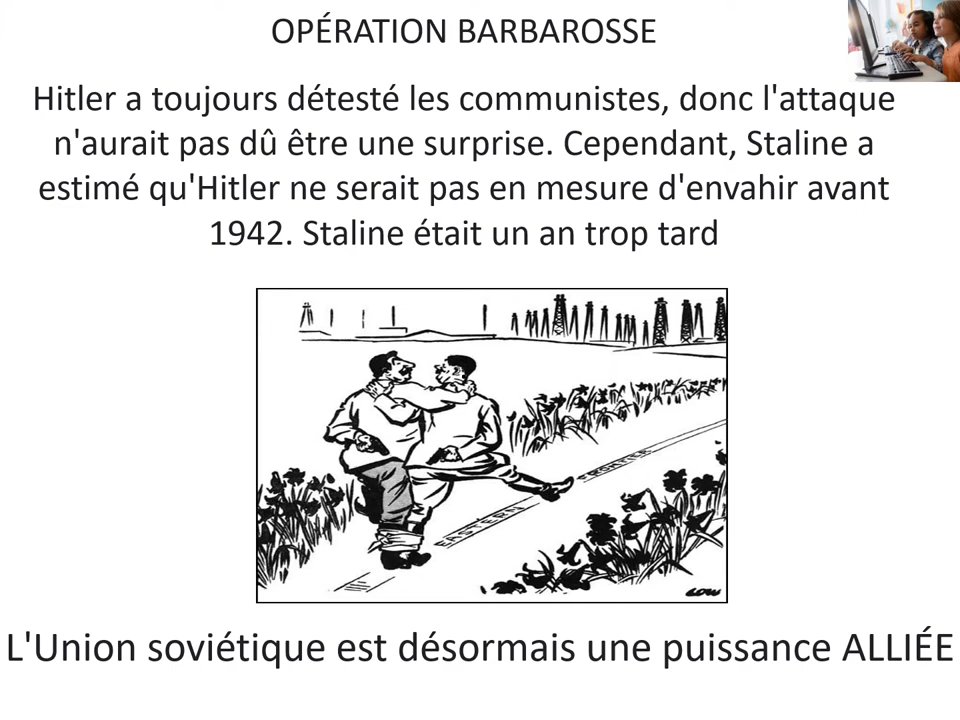 OPÉRATION BARBAROSSE
Hitler a toujours détesté les communistes, donc l'attaque
n'aurait pas dû être une surprise. Cependant, Staline a
estimé qu'Hitler ne serait pas en mesure d'envahir avant
1942. Staline était un an trop tard
EASTERN FRONTIER
LOW
L'Union soviétique est désormais une puissance ALLIÉE